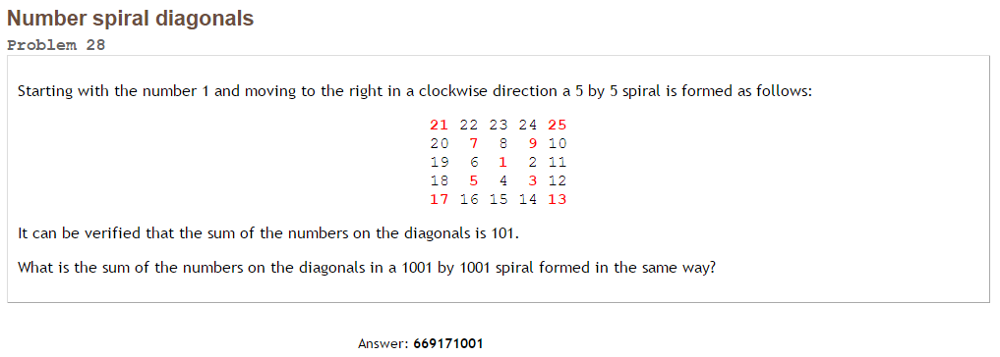 Number spiral diagonals
Problem 28
Starting with the number 1 and moving to the right in a clockwise direction a 5 by 5 spiral is formed as follows:
21 22 23 24 25
20 7 8 9 10
19 6 1 2 11
18 5 4 3 12
17 16 15 14 13
It can be verified that the sum of the numbers on the diagonals is 101.
What is the sum of the numbers on the diagonals in a 1001 by 1001 spiral formed in the same way?
Answer: 669171001